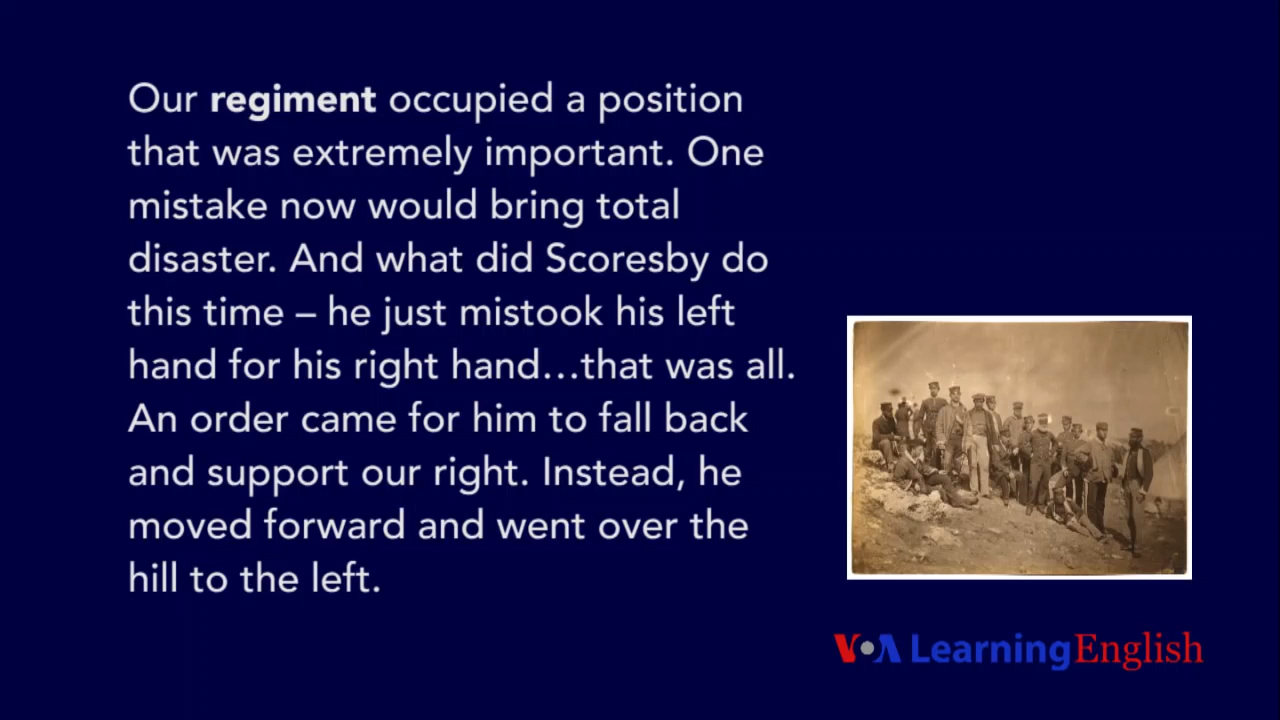 Our regiment occupied a position
that was extremely important. One
mistake now would bring total
disaster. And what did Scoresby do
this time – he just mistook his left
hand for his right hand…that was all.
An order came for him to fall back
and support our right. Instead, he
moved forward and went over the
hill to the left.
VOA Learning English